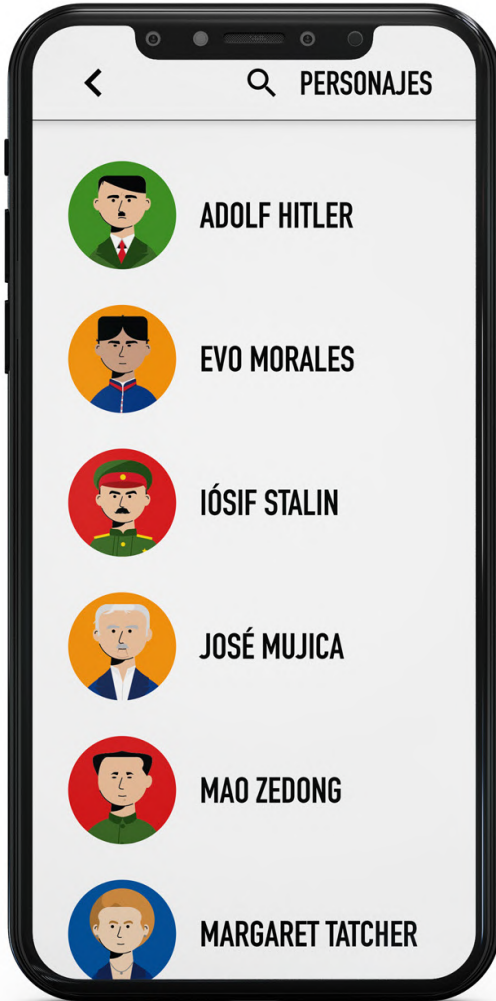 PERSONAJES
ADOLF HITLER
EVO MORALES
IÓSIF STALIN
JOSÉ MUJICA
MAO ZEDONG
MARGARET TATCHER